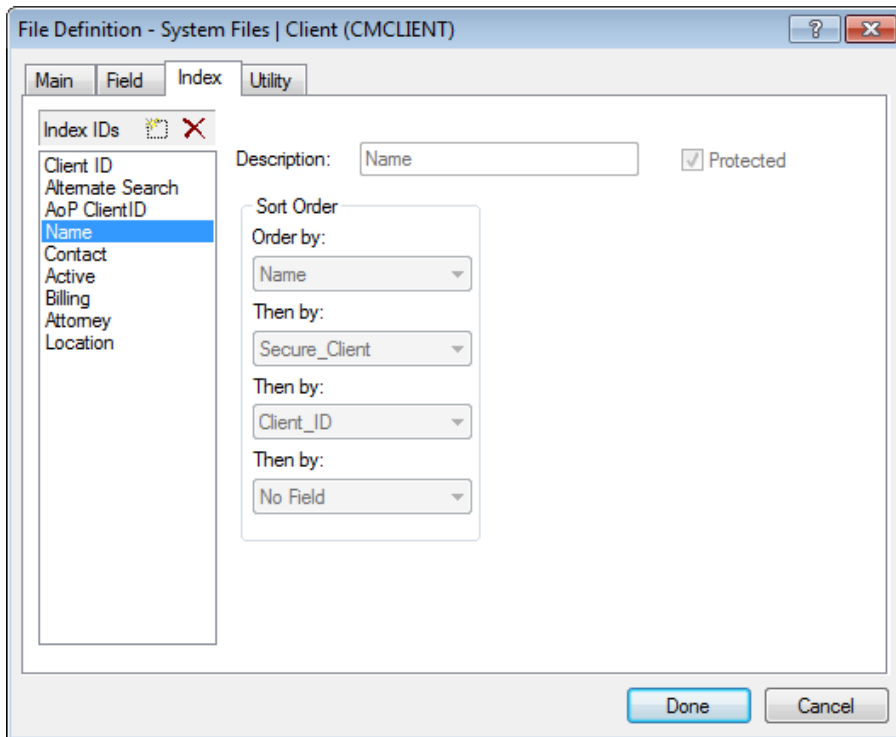 File Definition - System Files | Client (CMCLIENT)
Main Field Index Utility
Index IDs
Client ID
Alternate Search
AoP ClientID
Name
Contact
Active
Billing
Attorney
Location
Description: Name Protected
Sort Order
Order by:
Name
Then by:
Secure_Client
Then by:
Client_ID
Then by:
No Field
Done Cancel